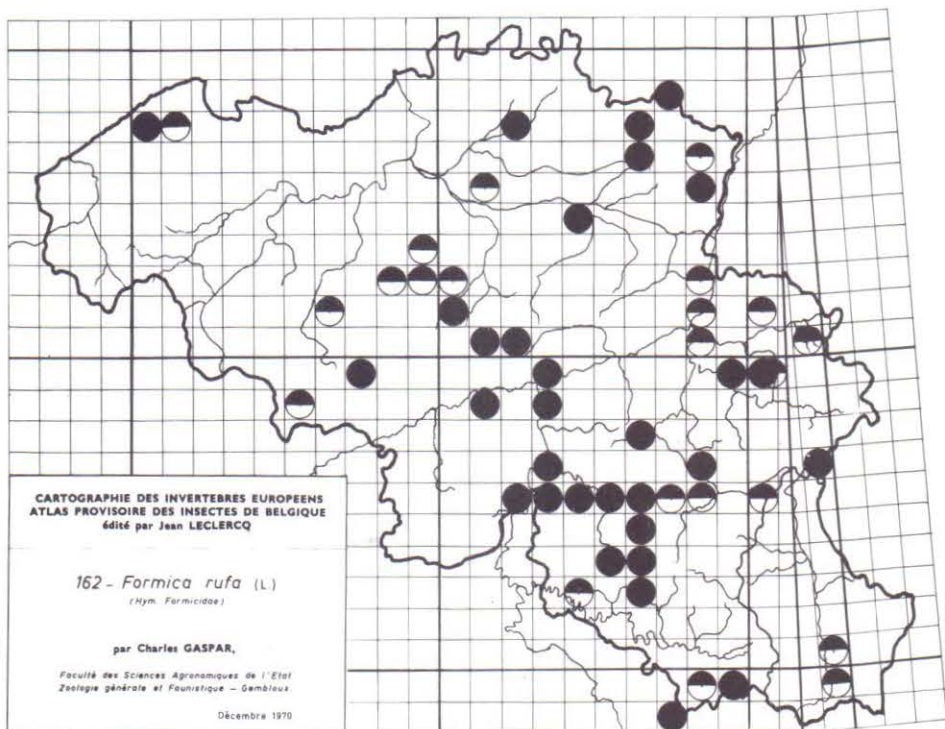 CARTOGRAPHIE DES INVERTEBRES EUROPEENS
ATLAS PROVISOIRE DES INSECTES DE BELGIQUE
édité par Jean LECLERCQ
162 - Formica rufa (L.)
(Hym. Formicidae)
par Charles GASPAR,
Faculté des Sciences Agronomiques de l'Etat
Zoologie générale et Faunistique - Gembloux.
Décembre 1970